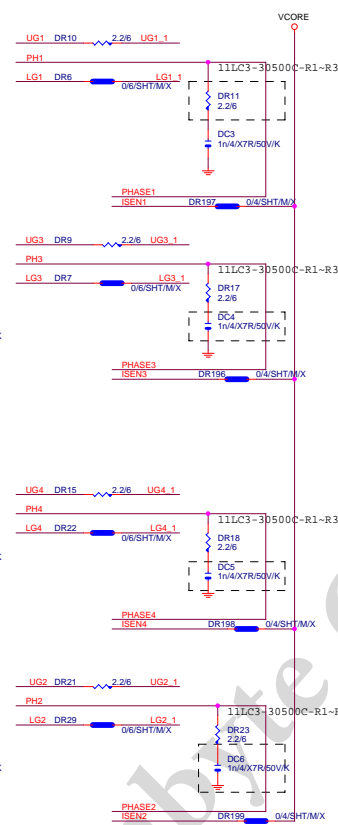 VCORE
UG1 DR10 2.2/6 UG1_1
PH1
11LC3-30500C-R1~R3
LG1 DR6 LG1_1
0/6/SHT/M/X
DR11
2.2/6
DC3
1n/4/X7R/50V/K
PHASE1
ISEN1 DR197 0/4/SHT/M/X
UG3 DR9 2.2/6 UG3_1
PH3
11LC3-30500C-R1~R3
LG3 DR7 LG3_1
0/6/SHT/M/X
DR17
2.2/6
DC4
1n/4/X7R/50V/K
PHASE3
ISEN3 DR196 0/4/SHT/M/X
UG4 DR15 2.2/6 UG4_1
PH4
11LC3-30500C-R1~R3
LG4 DR22 LG4_1
0/6/SHT/M/X
DR18
2.2/6
DC5
1n/4/X7R/50V/K
PHASE4
ISEN4 DR198 0/4/SHT/M/X
UG2 DR21 2.2/6 UG2_1
PH2
11LC3-30500C-R1~R
LG2 DR29 LG2_1
0/6/SHT/M/X
DR23
2.2/6
DC6
1n/4/X7R/50V/K
PHASE2
ISEN2 DR199 0/4/SHT/M/X
byte